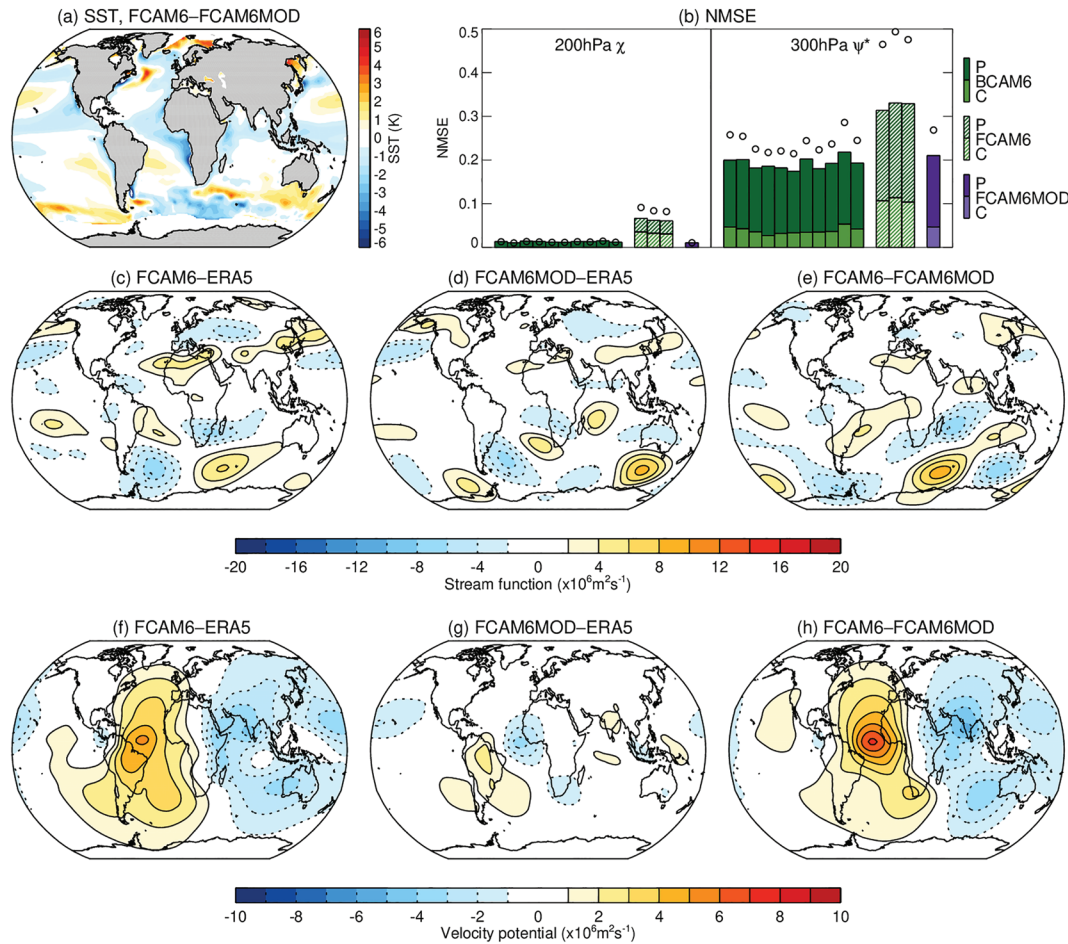 (a) SST, FCAM6–FCAM6MOD
6
5
4
3
2
1
0
-1
-2
-3
-4
-5
-6
SST (K)
(b) NMSE
0.5
0.4
0.3
0.2
0.1
0
NMSE
200hPa χ
300hPa ψ*
P
BCAM6
C
P
FCAM6
C
P
FCAM6MOD
C
(c) FCAM6–ERA5
(d) FCAM6MOD–ERA5
(e) FCAM6–FCAM6MOD
-20 -16 -12 -8 -4 0 4 8 12 16 20
Stream function (x10⁶m²s⁻¹)
(f) FCAM6–ERA5
(g) FCAM6MOD–ERA5
(h) FCAM6–FCAM6MOD
-10 -8 -6 -4 -2 0 2 4 6 8 10
Velocity potential (x10⁶m²s⁻¹)